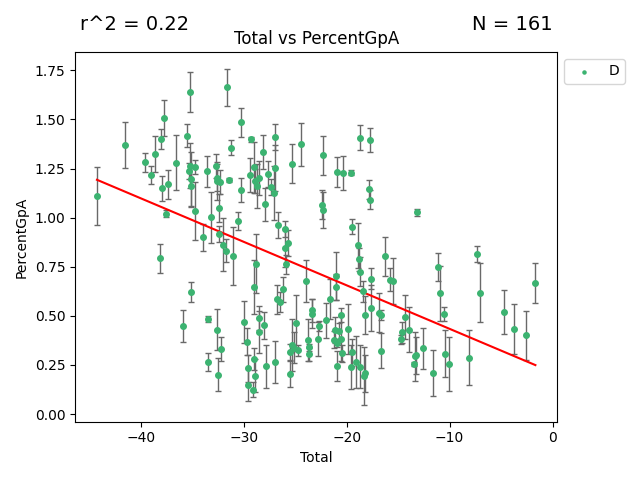 r^2 = 0.22
N = 161
Total vs PercentGpA
D
PercentGpA
1.75
1.50
1.25
1.00
0.75
0.50
0.25
0.00
−40
−30
−20
−10
0
Total